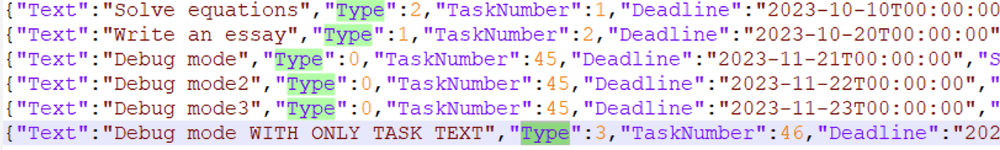 {"Text":"Solve equations","Type":2,"TaskNumber":1,"Deadline":"2023-10-10T00:00:00
{"Text":"Write an essay","Type":1,"TaskNumber":2,"Deadline":"2023-10-20T00:00:00"
{"Text":"Debug mode","Type":0,"TaskNumber":45,"Deadline":"2023-11-21T00:00:00","S
{"Text":"Debug mode2","Type":0,"TaskNumber":45,"Deadline":"2023-11-22T00:00:00","
{"Text":"Debug mode3","Type":0,"TaskNumber":45,"Deadline":"2023-11-23T00:00:00","
{"Text":"Debug mode WITH ONLY TASK TEXT","Type":3,"TaskNumber":46,"Deadline":"202